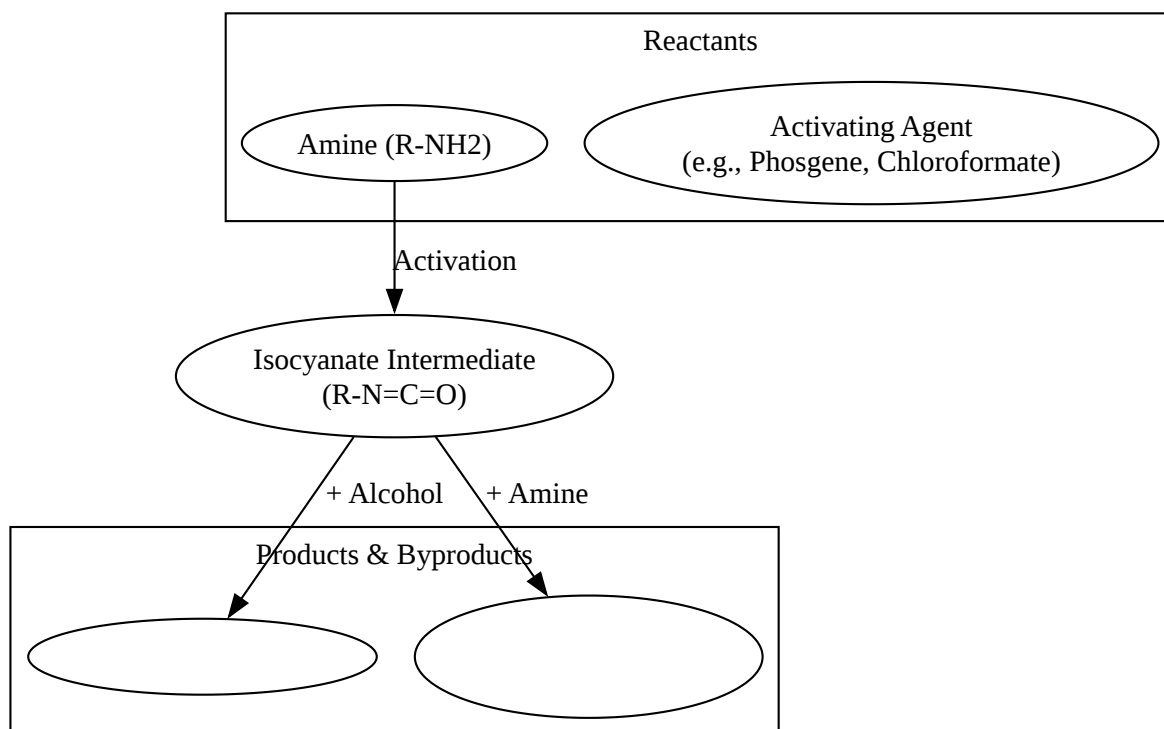 Reactants
Amine (R-NH2)
Activating Agent
(e.g., Phosgene, Chloroformate)
Activation
Isocyanate Intermediate
(R-N=C=O)
+ Alcohol
+ Amine
Products & Byproducts